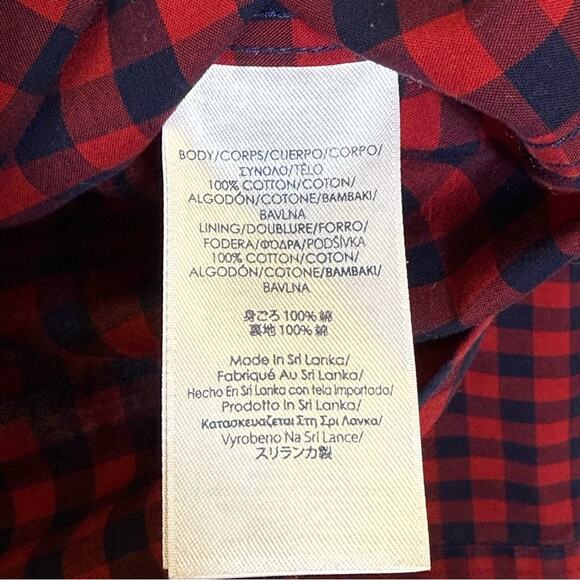 BODY/CORPS/CUERPO/CORPO/
ΣΥΝΟΛΟ/TĚLO
100% COTTON/COTON/
ALGODÓN/COTONE/BAMBAKI/
BAVLNA
LINING/DOUBLURE/FORRO/
FODERA/ΦΟΔΡΑ/PODŠÍVKA
100% COTTON/COTON/
ALGODÓN/COTONE/BAMBAKI/
BAVLNA
身ごろ 100% 綿
裏地 100% 綿
Made In Sri Lanka/
Fabriqué Au Sri Lanka/
Hecho En Sri Lanka con tela importada/
Prodotto In Sri Lanka/
Κατασκευαζεται Στη Σρι Λανκα/
Vyrobeno Na Srí Lance/
スリランカ製